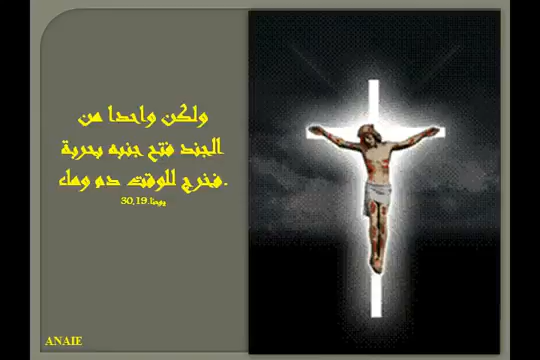 ولكن واحدا من
الجند فتح جنبه بحربة
فخرج للوقت دم وماء.
يوحنا 30,19
ANAIE